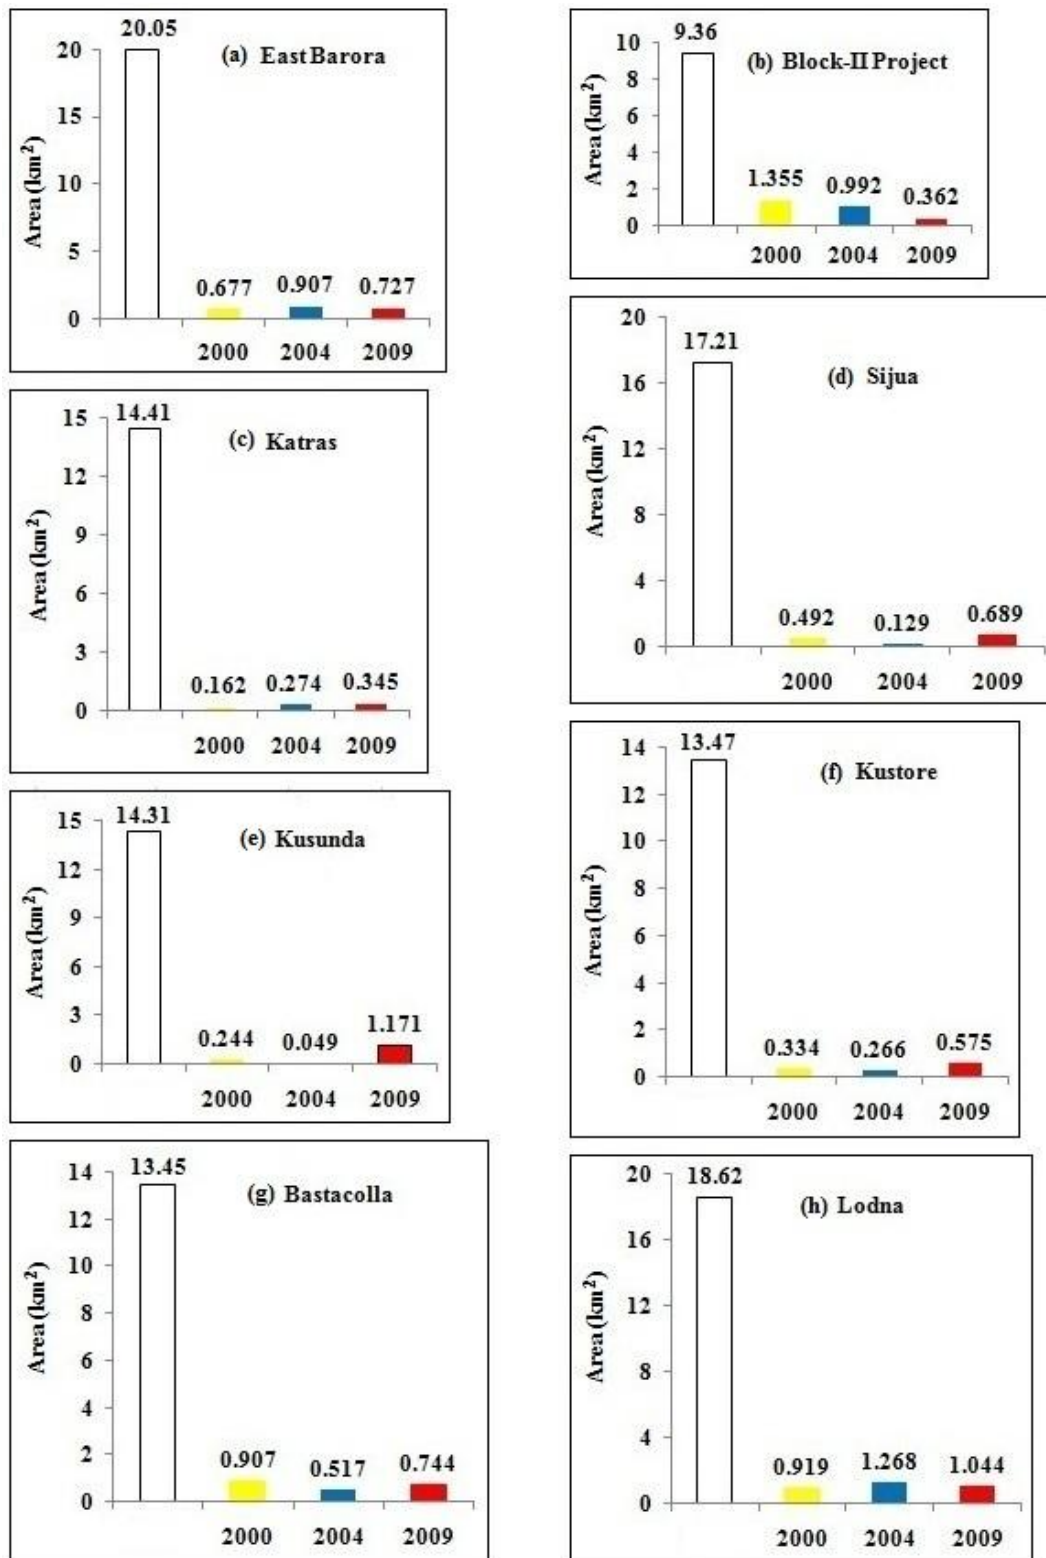 (a) East Barora
Area (km²)
20.05
20
15
10
5
0
0.677 0.907 0.727
2000 2004 2009
(b) Block-II Project
Area (km²)
9.36
10
8
6
4
2
0
1.355 0.992 0.362
2000 2004 2009
(c) Katras
Area (km²)
14.41
15
12
9
6
3
0
0.162 0.274 0.345
2000 2004 2009
(d) Sijua
Area (km²)
17.21
20
16
12
8
4
0
0.492 0.129 0.689
2000 2004 2009
(e) Kusunda
Area (km²)
14.31
15
12
9
6
3
0
0.244 0.049 1.171
2000 2004 2009
(f) Kustore
Area (km²)
13.47
14
12
10
8
6
4
2
0
0.334 0.266 0.575
2000 2004 2009
(g) Bastacolla
Area (km²)
13.45
14
12
10
8
6
4
2
0
0.907 0.517 0.744
2000 2004 2009
(h) Lodna
Area (km²)
18.62
20
16
12
8
4
0
0.919 1.268 1.044
2000 2004 2009